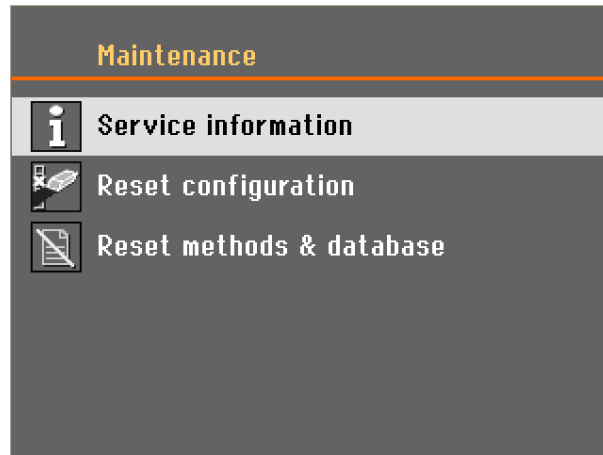 Maintenance
Service information
Reset configuration
Reset methods & database